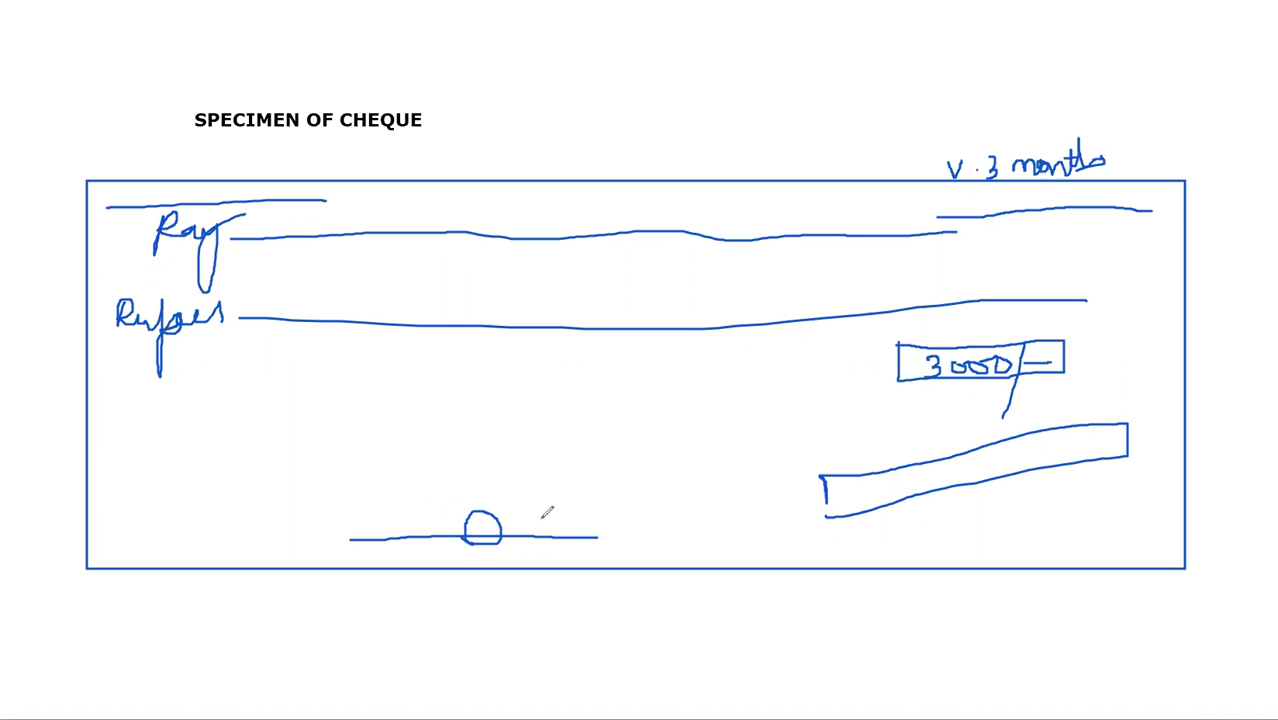 SPECIMEN OF CHEQUE
V. 3 months
Pay
Rupees
3000/-